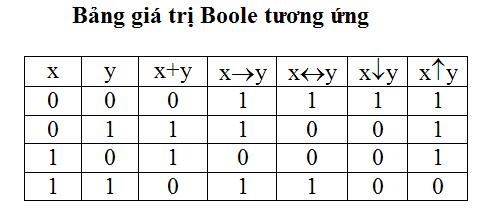 Bảng giá trị Boole tương ứng
x y x+y x→y x↔y x↓y x↑y
0 0 0 1 1 1 1
0 1 1 1 0 0 1
1 0 1 0 0 0 1
1 1 0 1 1 0 0